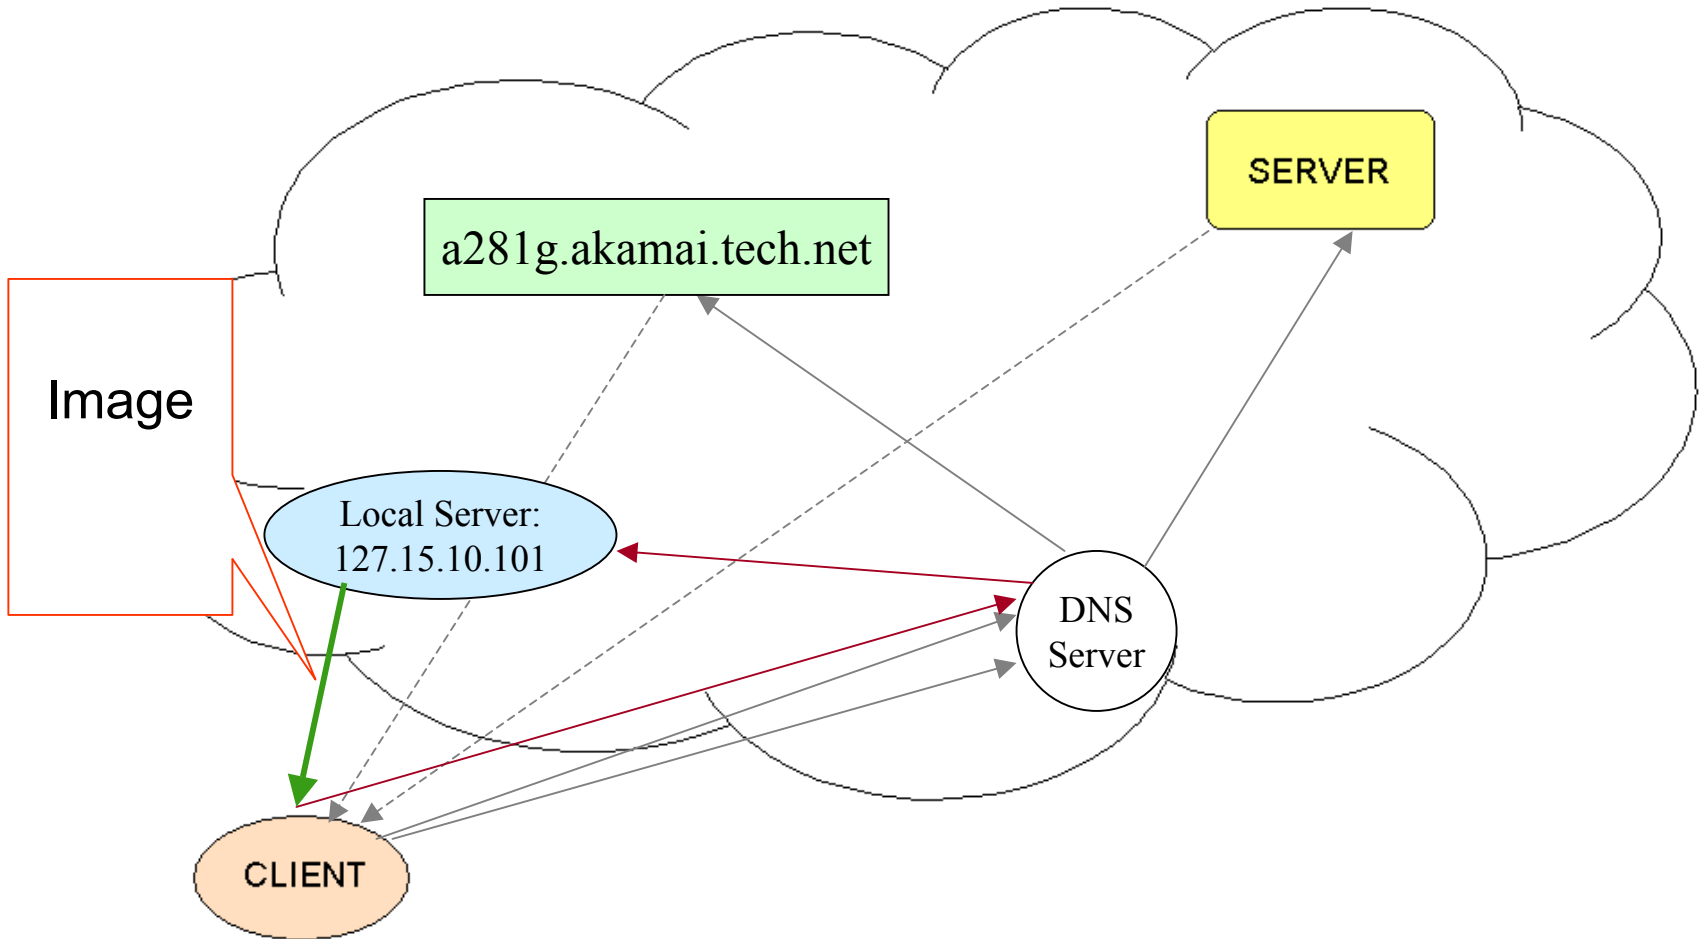 SERVER
a281g.akamai.tech.net
Image
Local Server:
127.15.10.101
DNS
Server
CLIENT